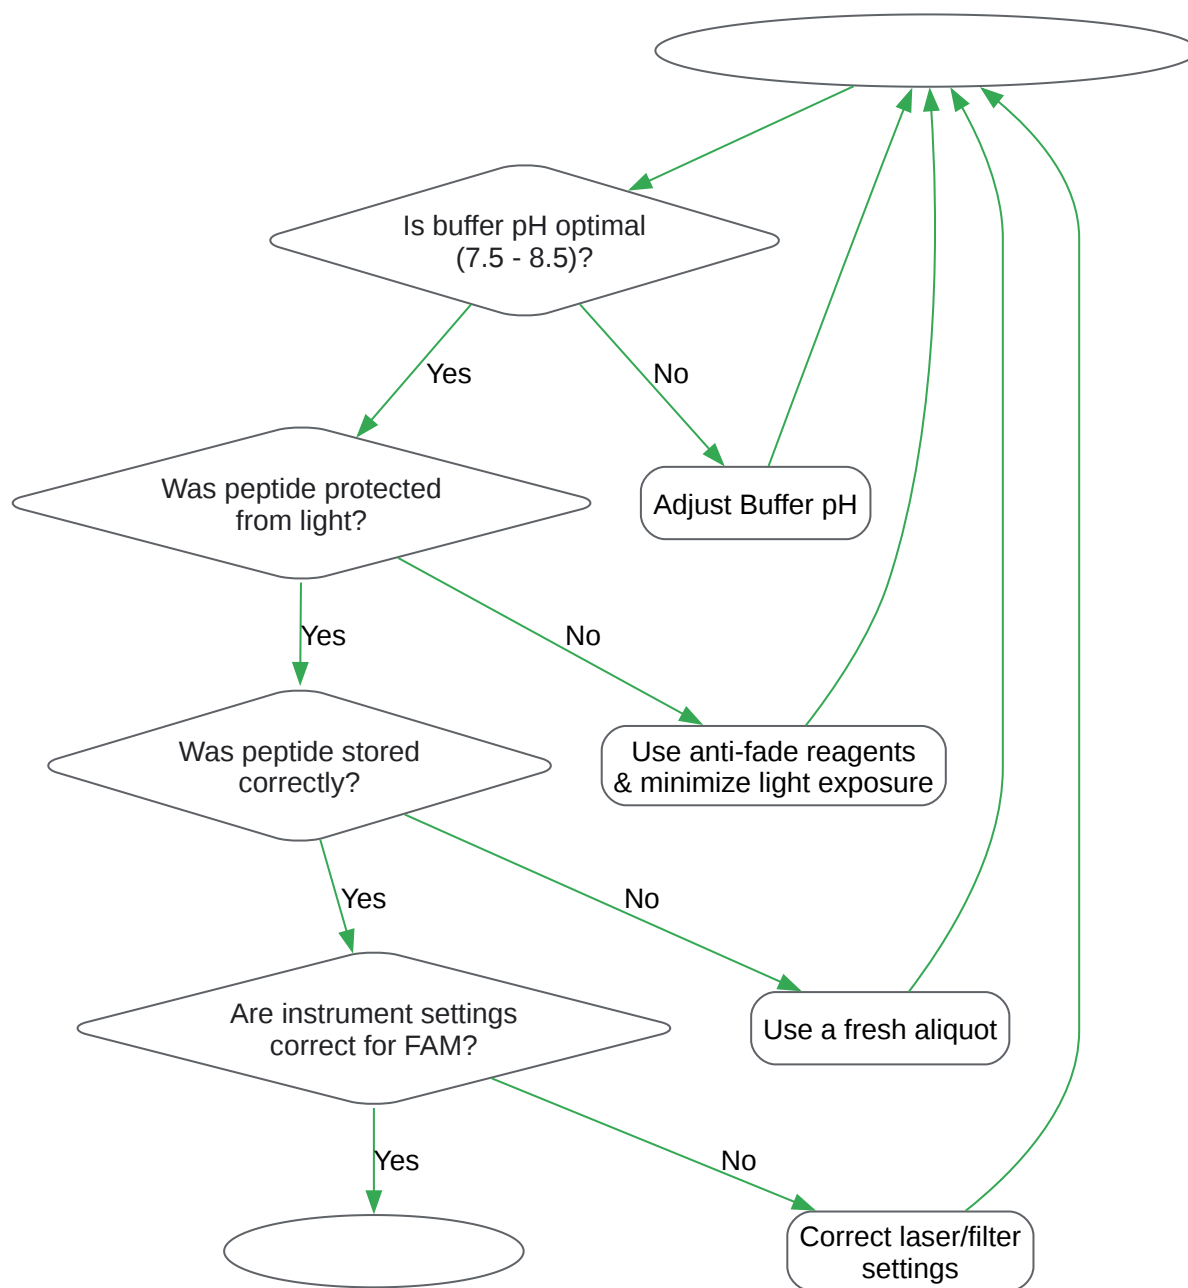 Is buffer pH optimal
(7.5 - 8.5)?
Yes
No
Was peptide protected
from light?
Adjust Buffer pH
Yes
No
Was peptide stored
correctly?
Use anti-fade reagents
& minimize light exposure
Yes
No
Are instrument settings
correct for FAM?
Use a fresh aliquot
Yes
No
Correct laser/filter
settings